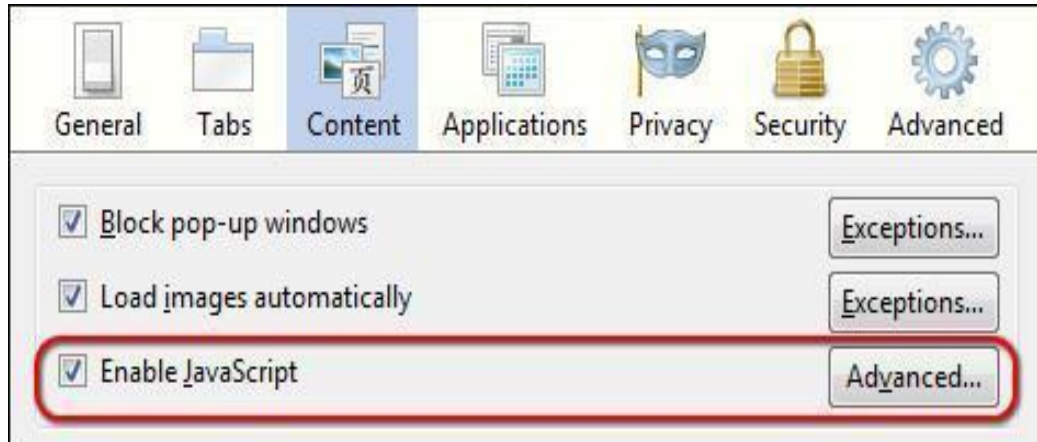 页
General Tabs Content Applications Privacy Security Advanced
Block pop-up windows Exceptions...
Load images automatically Exceptions...
Enable JavaScript Advanced...